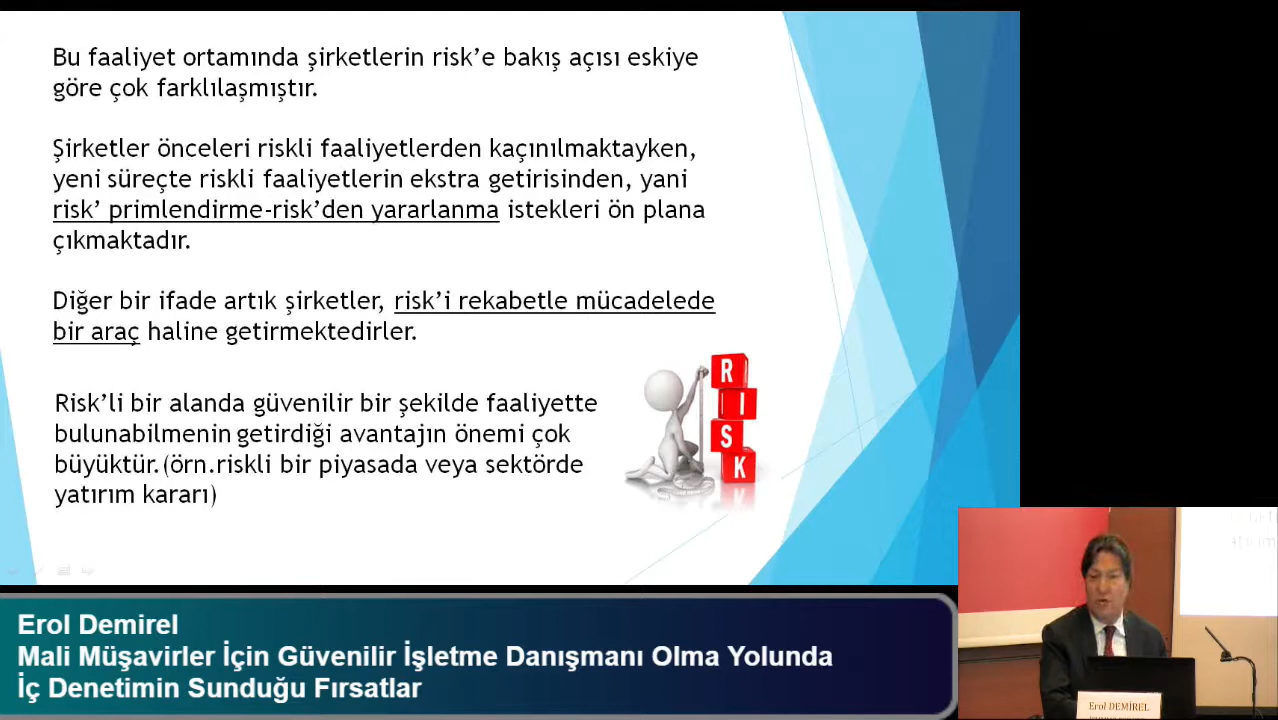 Bu faaliyet ortamında şirketlerin risk’e bakış açısı eskiye
göre çok farklılaşmıştır.
Şirketler önceleri riskli faaliyetlerden kaçınılmaktayken,
yeni süreçte riskli faaliyetlerin ekstra getirisinden, yani
risk’ primlendirme-risk’den yararlanma istekleri ön plana
çıkmaktadır.
Diğer bir ifade artık şirketler, risk’i rekabetle mücadelede
bir araç haline getirmektedirler.
Risk’li bir alanda güvenilir bir şekilde faaliyette
bulunabilmenin getirdiği avantajın önemi çok
büyüktür.(örn.riskli bir piyasada veya sektörde
yatırım kararı)
R
I
S
K
Erol Demirel
Mali Müşavirler İçin Güvenilir İşletme Danışmanı Olma Yolunda
İç Denetimin Sunduğu Fırsatlar
Erol DEMİREL